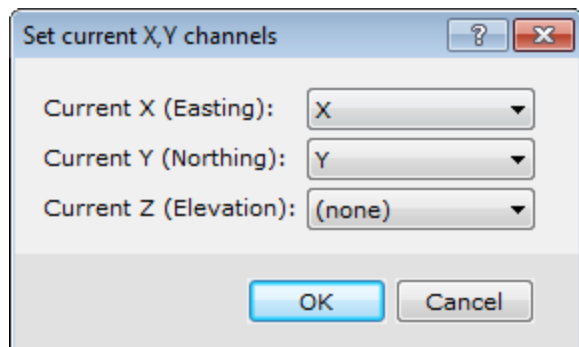 Set current X,Y channels ?
Current X (Easting): X
Current Y (Northing): Y
Current Z (Elevation): (none)
OK Cancel